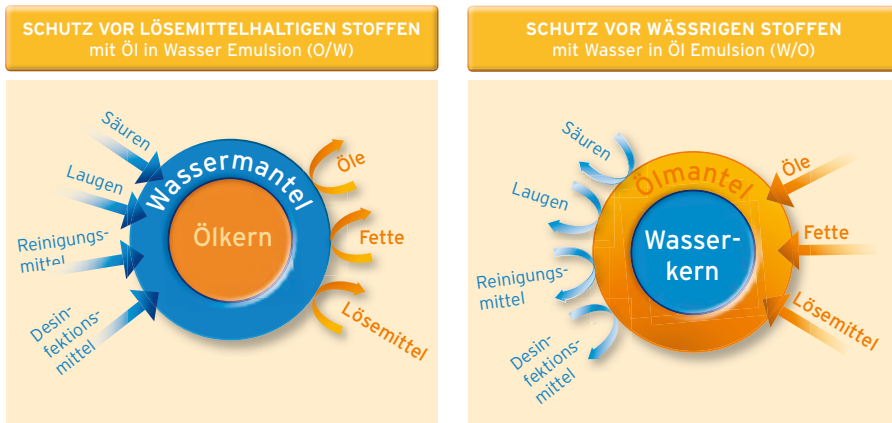 SCHUTZ VOR LÖSEMITTELHALTIGEN STOFFEN
mit Öl in Wasser Emulsion (O/W)
Säuren
Laugen
Reinigungs-
mittel
Desin-
fektions-
mittel
Wassermantel
Ölkern
Öle
Fette
Lösemittel
SCHUTZ VOR WÄSSRIGEN STOFFEN
mit Wasser in Öl Emulsion (W/O)
Säuren
Laugen
Reinigungs-
mittel
Desin-
fektions-
mittel
Ölmantel
Wasser-
kern
Öle
Fette
Lösemittel